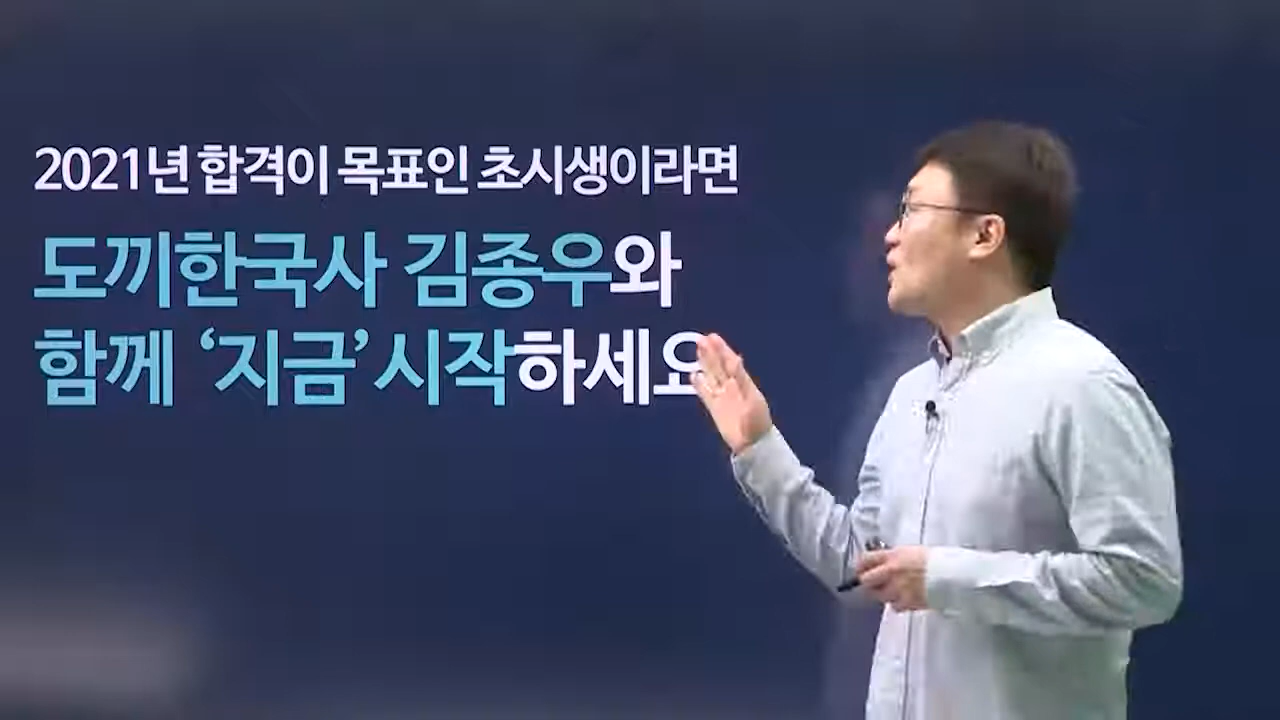 2021년 합격이 목표인 초시생이라면
도끼한국사 김종우와
함께 ‘지금’ 시작하세요